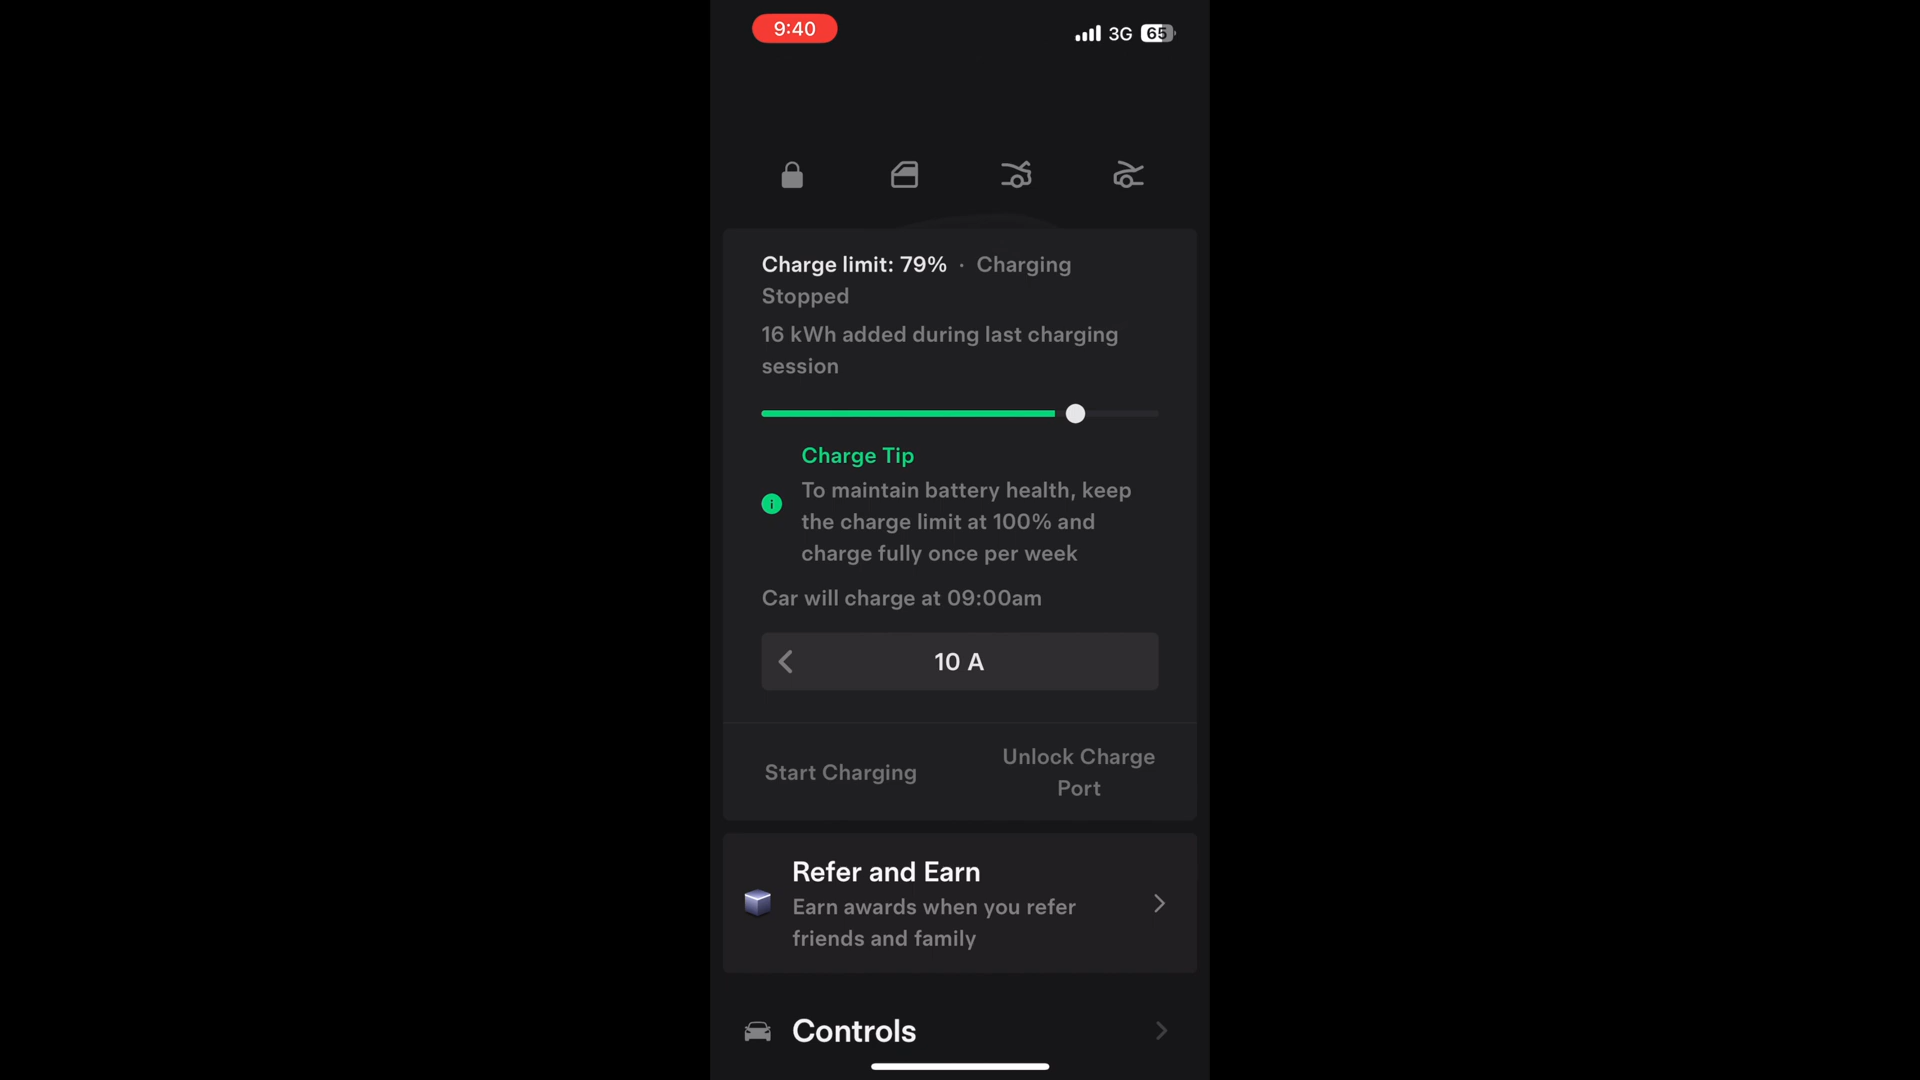 9:40
3G 65
Charge limit: 79% · Charging
Stopped
16 kWh added during last charging
session
Charge Tip
To maintain battery health, keep
the charge limit at 100% and
charge fully once per week
Car will charge at 09:00am
10 A
Start Charging
Unlock Charge
Port
Refer and Earn
Earn awards when you refer
friends and family
Controls